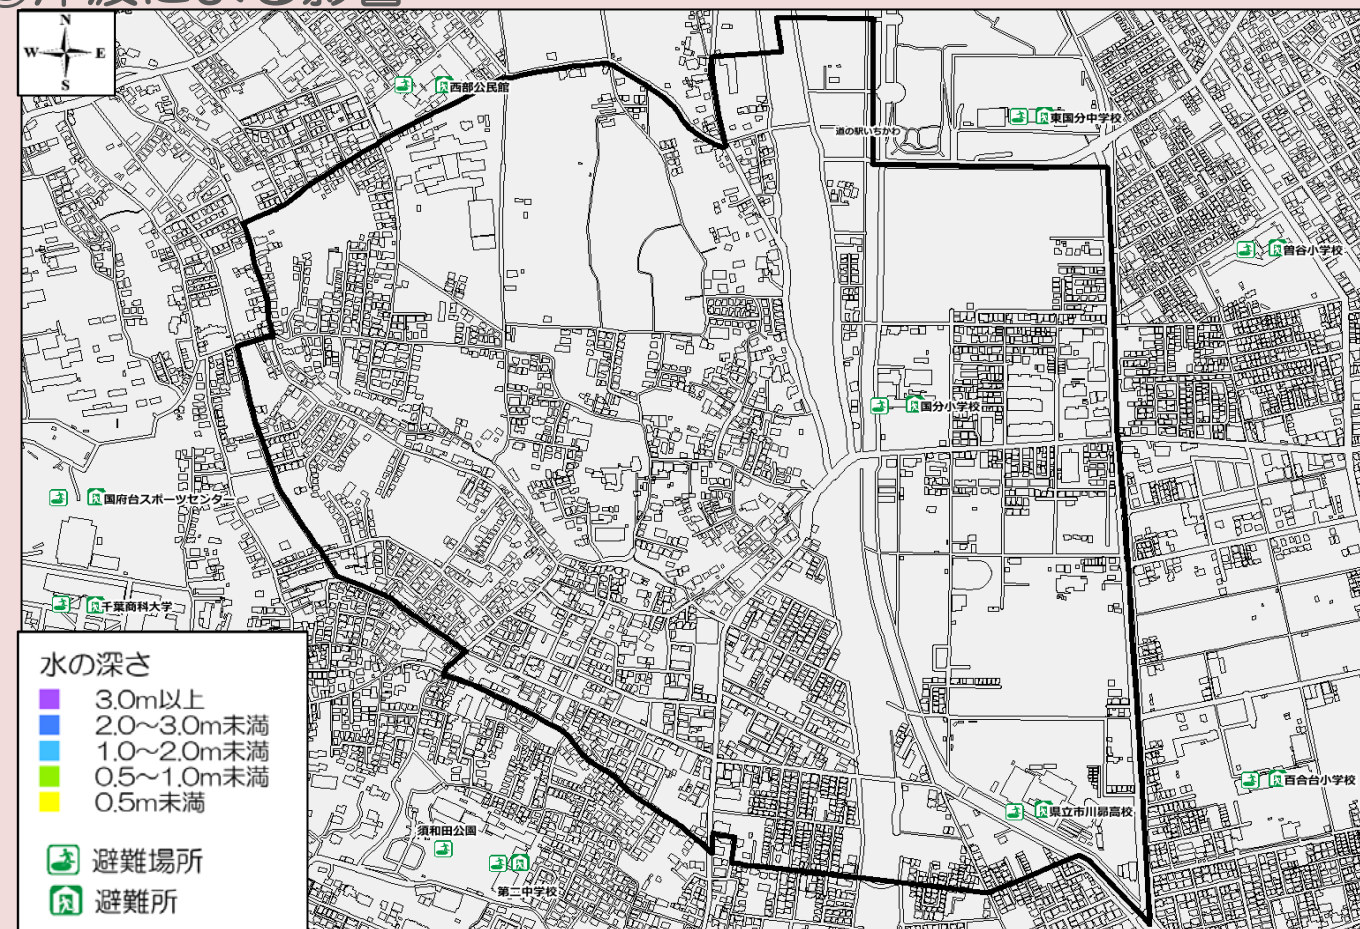 による
N
W E
S
西部公民館
東国分中学校
道の駅いちかわ
曽谷小学校
国分小学校
国府台スポーツセンター
千葉商科大学
水の深さ
3.0m以上
2.0～3.0m未満
1.0～2.0m未満
0.5～1.0m未満
0.5m未満
避難場所
避難所
百合台小学校
県立市川昴高校
須和田公園
第二中学校